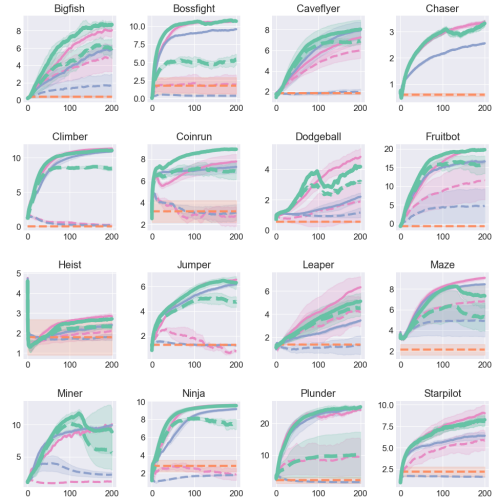 Bigfish Bossfight Caveflyer Chaser
8 6 4 2 0
10.0 7.5 5.0 2.5 0.0
8 6 4 2
3 2 1
0 100 200 0 100 200 0 100 200 0 100 200
Climber Coinrun Dodgeball Fruitbot
10 5 0
8 6 4 2
4 2 0
20 15 10 5 0
0 100 200 0 100 200 0 100 200 0 100 200
Heist Jumper Leaper Maze
5 4 3 2 1
6 4 2
6 4 2
8 6 4 2
0 100 200 0 100 200 0 100 200 0 100 200
Miner Ninja Plunder Starpilot
10 5
10 8 6 4 2
20 10
10 8 6 4 2
0 100 200 0 100 200 0 100 200 0 100 200